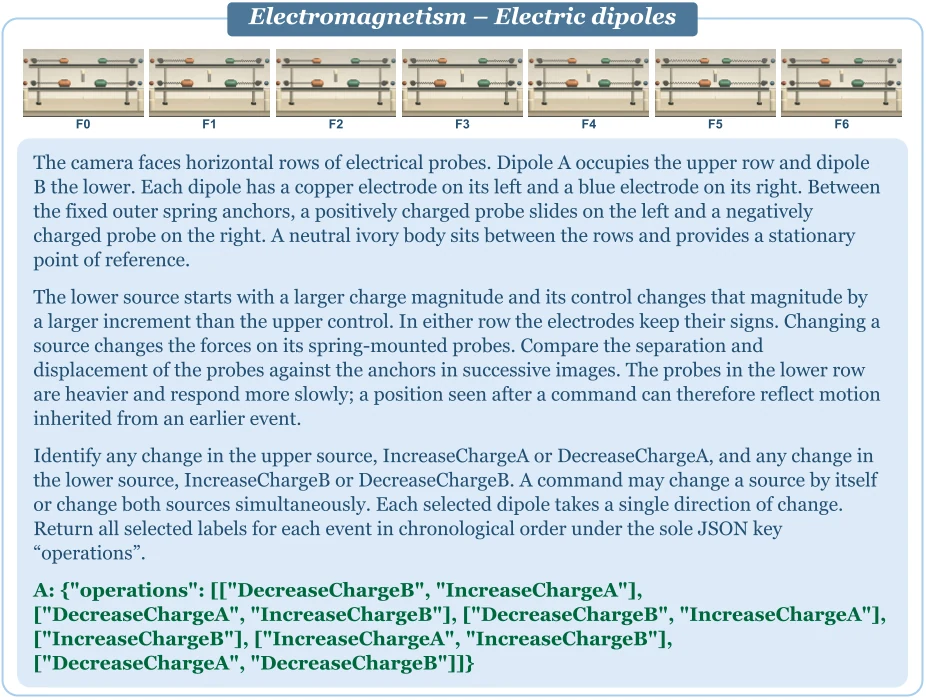 Electromagnetism – Electric dipoles
F0 F1 F2 F3 F4 F5 F6
The camera faces horizontal rows of electrical probes. Dipole A occupies the upper row and dipole
B the lower. Each dipole has a copper electrode on its left and a blue electrode on its right. Between
the fixed outer spring anchors, a positively charged probe slides on the left and a negatively
charged probe on the right. A neutral ivory body sits between the rows and provides a stationary
point of reference.
The lower source starts with a larger charge magnitude and its control changes that magnitude by
a larger increment than the upper control. In either row the electrodes keep their signs. Changing a
source changes the forces on its spring-mounted probes. Compare the separation and
displacement of the probes against the anchors in successive images. The probes in the lower row
are heavier and respond more slowly; a position seen after a command can therefore reflect motion
inherited from an earlier event.
Identify any change in the upper source, IncreaseChargeA or DecreaseChargeA, and any change in
the lower source, IncreaseChargeB or DecreaseChargeB. A command may change a source by itself
or change both sources simultaneously. Each selected dipole takes a single direction of change.
Return all selected labels for each event in chronological order under the sole JSON key
“operations”.
A: {"operations": [["DecreaseChargeB", "IncreaseChargeA"],
["DecreaseChargeA", "IncreaseChargeB"], ["DecreaseChargeB", "IncreaseChargeA"],
["IncreaseChargeB"], ["IncreaseChargeA", "IncreaseChargeB"],
["DecreaseChargeA", "DecreaseChargeB"]]}